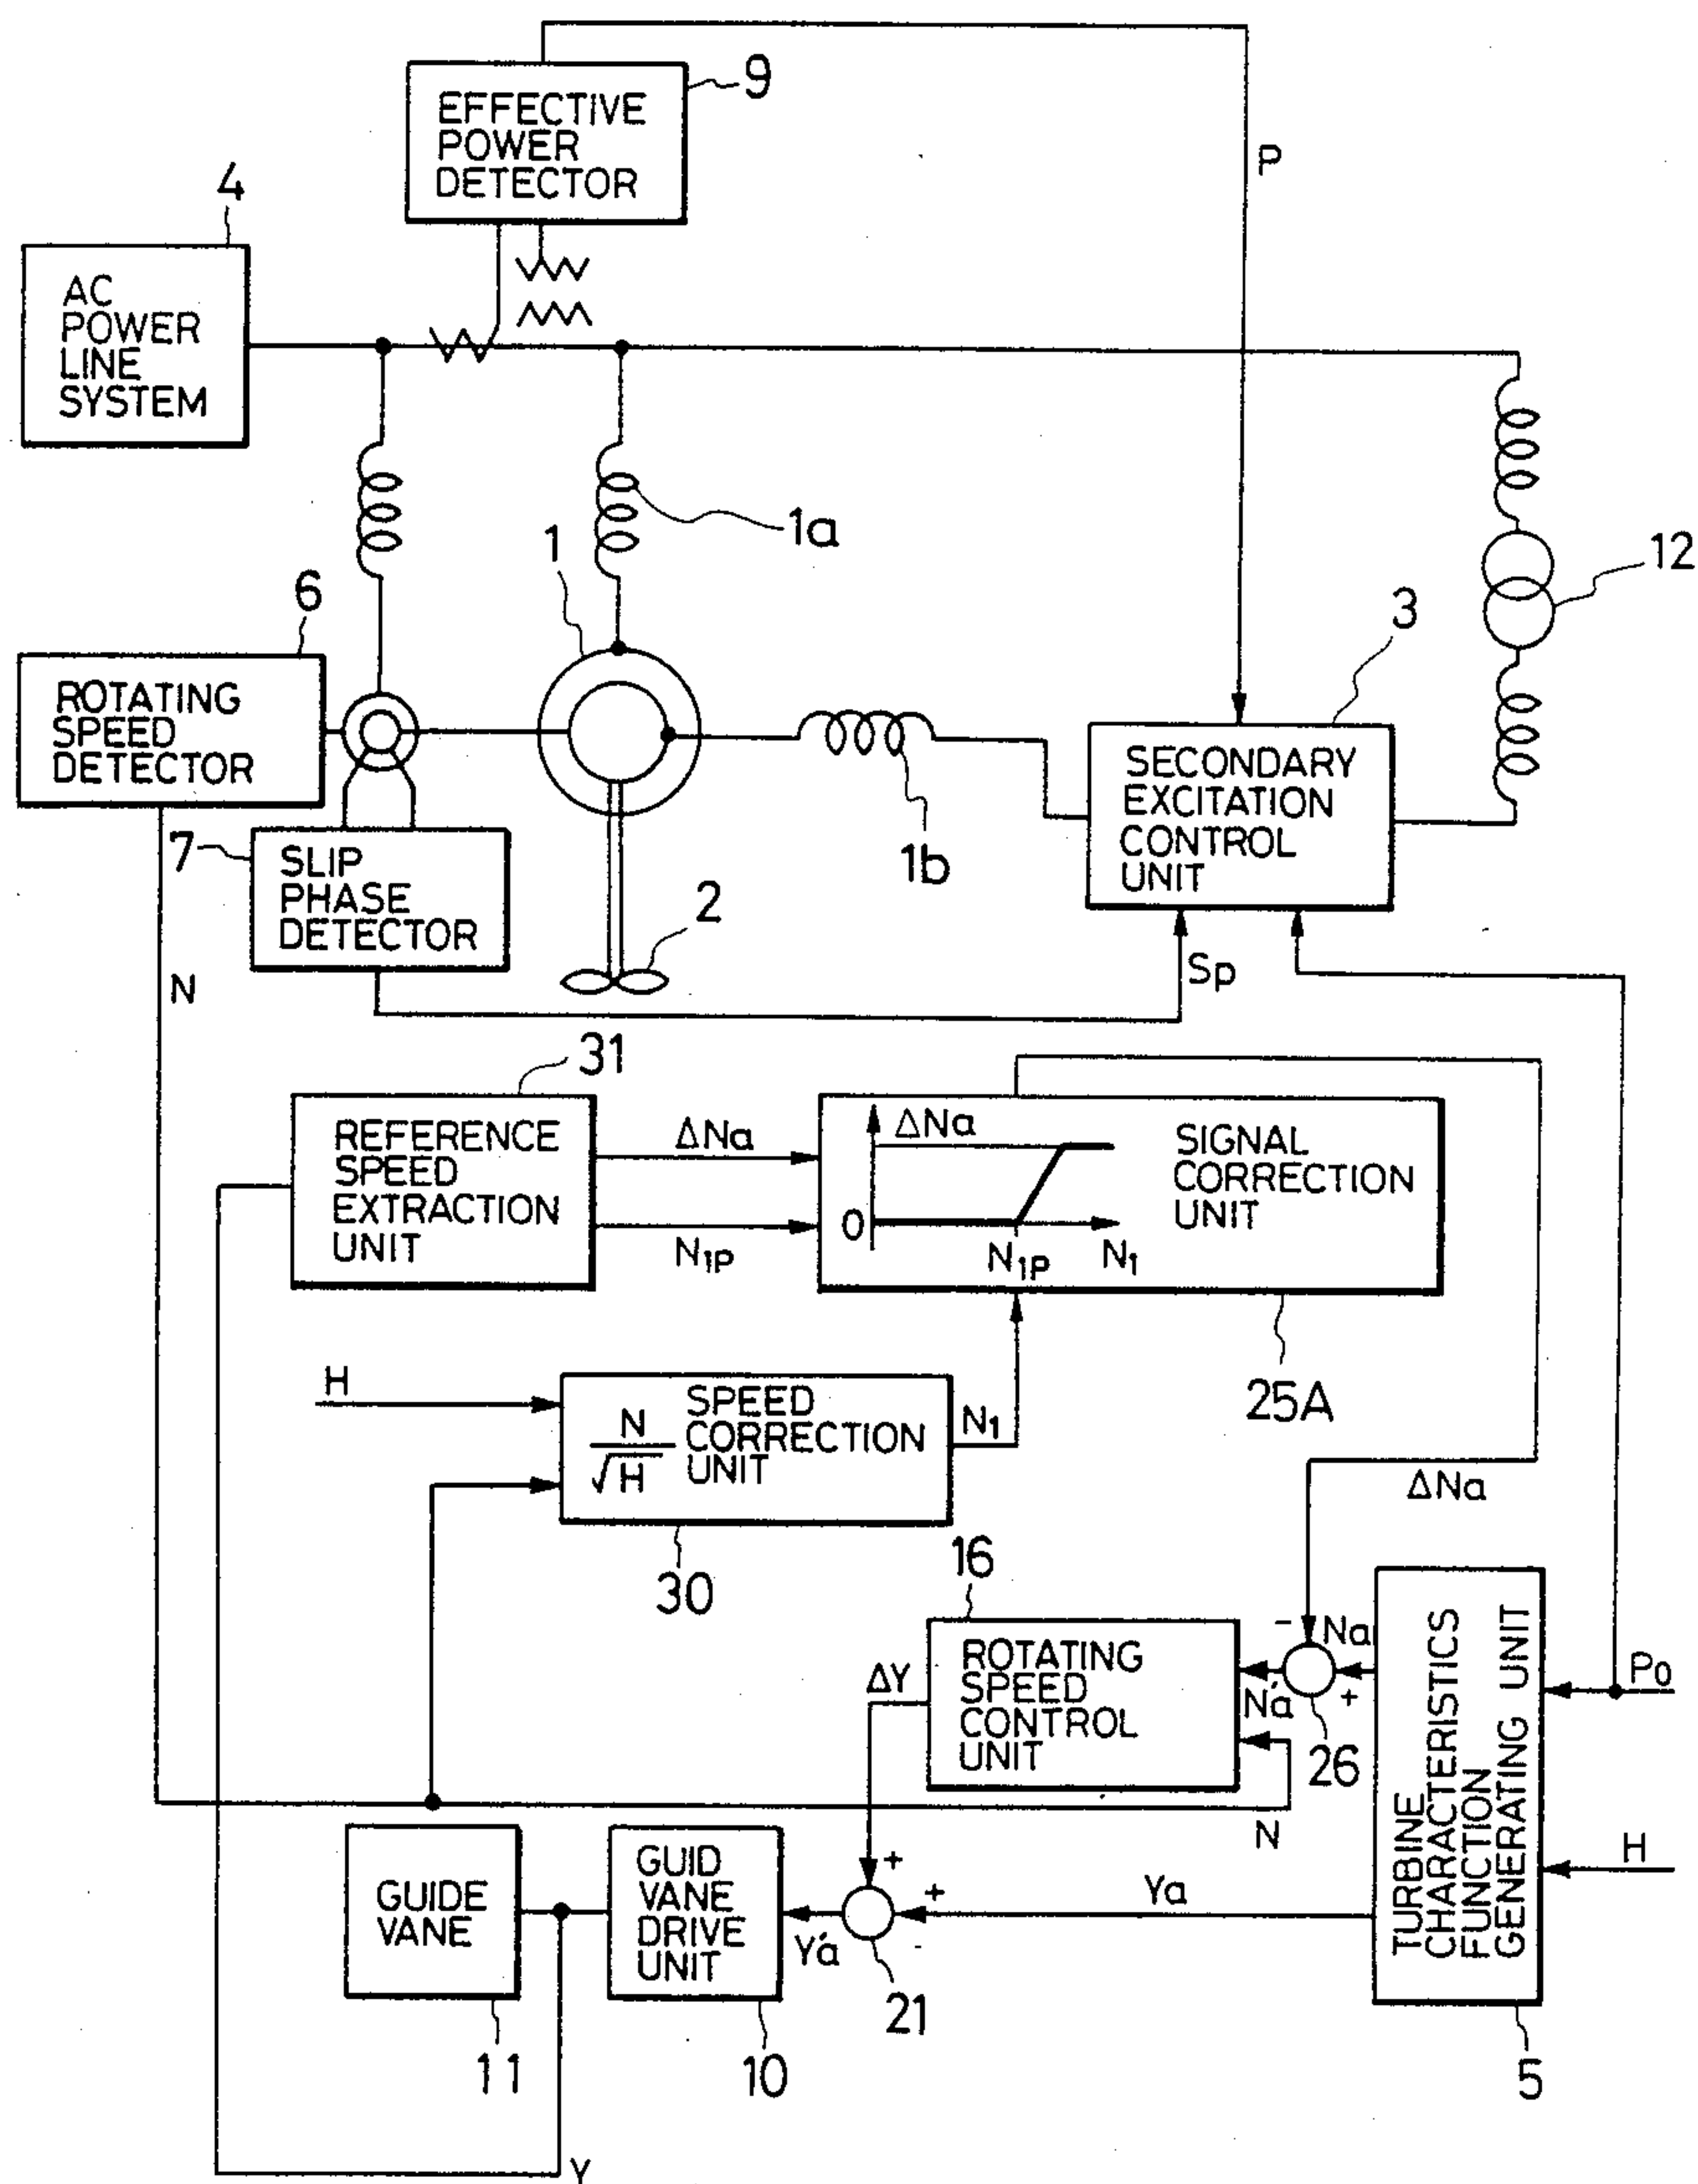 9
EFFECTIVE
POWER
DETECTOR
P
4
AC
POWER
LINE
SYSTEM
1a
1
12
6
3
ROTATING
SPEED
DETECTOR
SECONDARY
EXCITATION
CONTROL
UNIT
1b
7
SLIP
PHASE
DETECTOR
2
N
Sp
31
REFERENCE
SPEED
EXTRACTION
UNIT
ΔNa
N1P
ΔNa
0
N1P
N1
SIGNAL
CORRECTION
UNIT
25A
H
N
√H
SPEED
CORRECTION
UNIT
N1
30
ΔNa
16
ROTATING
SPEED
CONTROL
UNIT
ΔY
-
Na
+
Na'
26
N
TURBINE
CHARACTERISTICS
FUNCTION
GENERATING UNIT
Po
H
5
GUIDE
VANE
11
GUID
VANE
DRIVE
UNIT
10
+
+
Ya'
21
Ya
Y